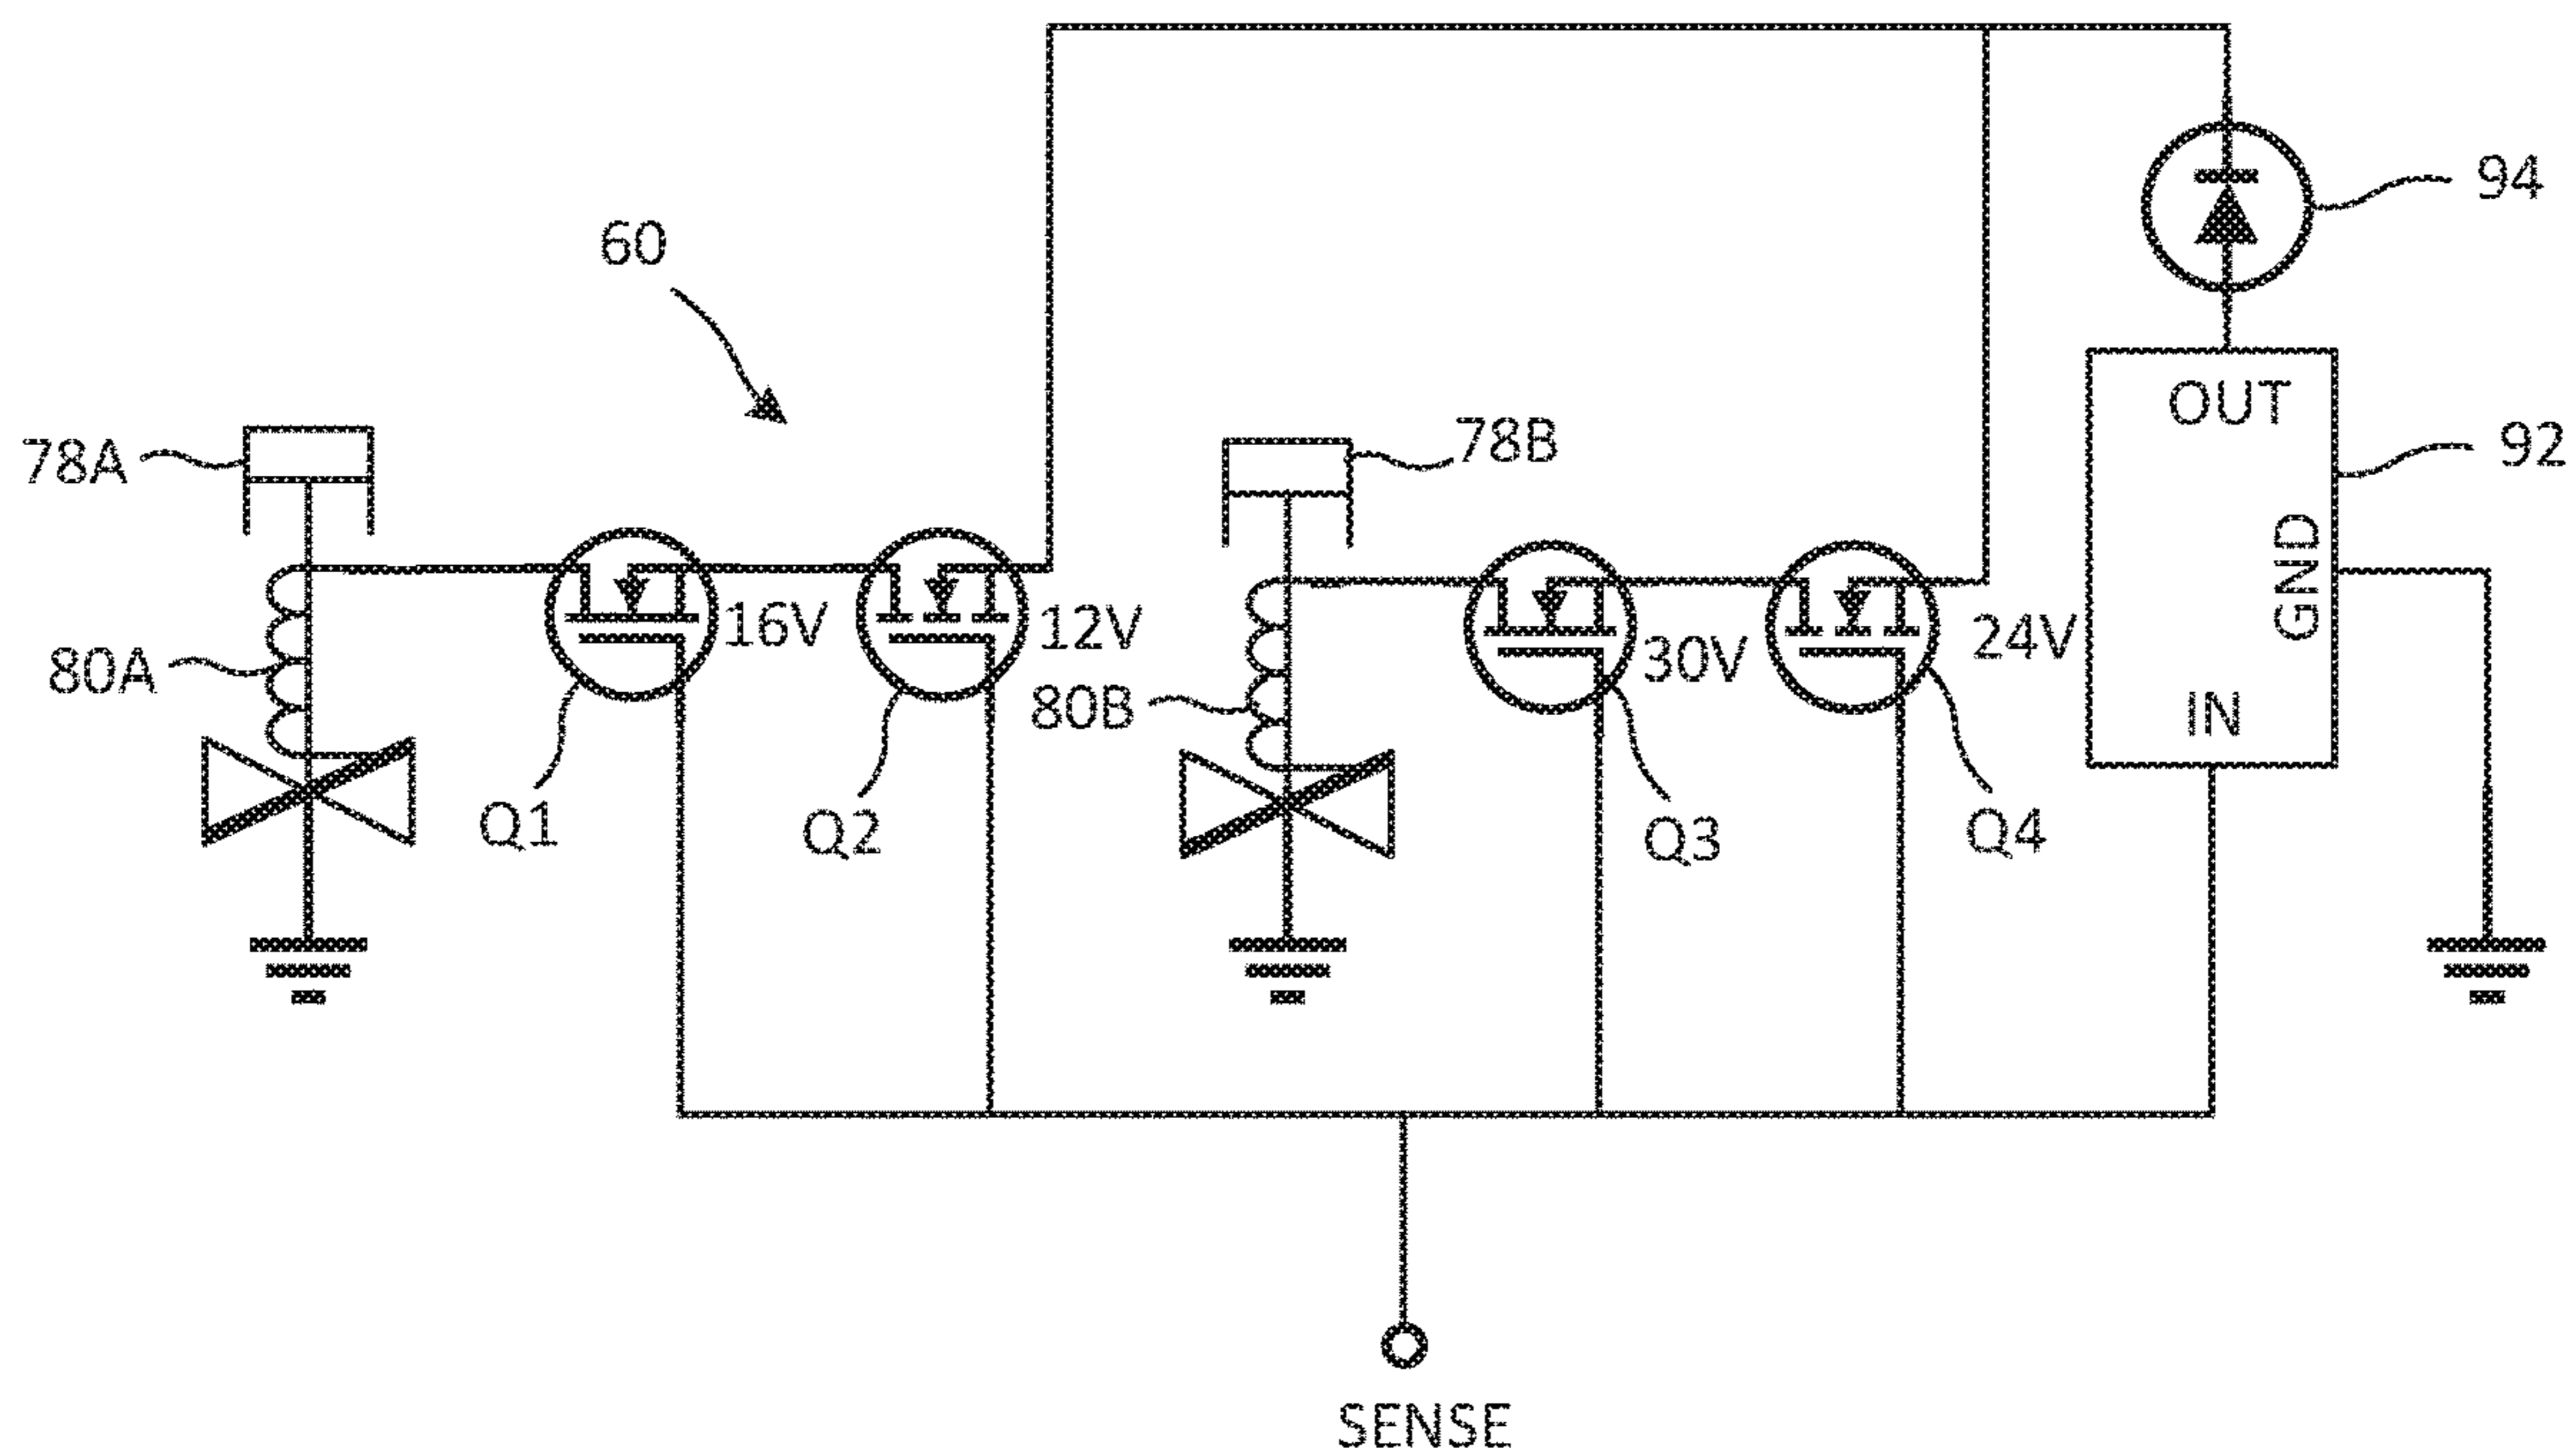 94
60
OUT
78B
92
78A
GND
16V
12V
24V
30V
80A
80B
IN
Q1
Q2
Q3
Q4
SENSE